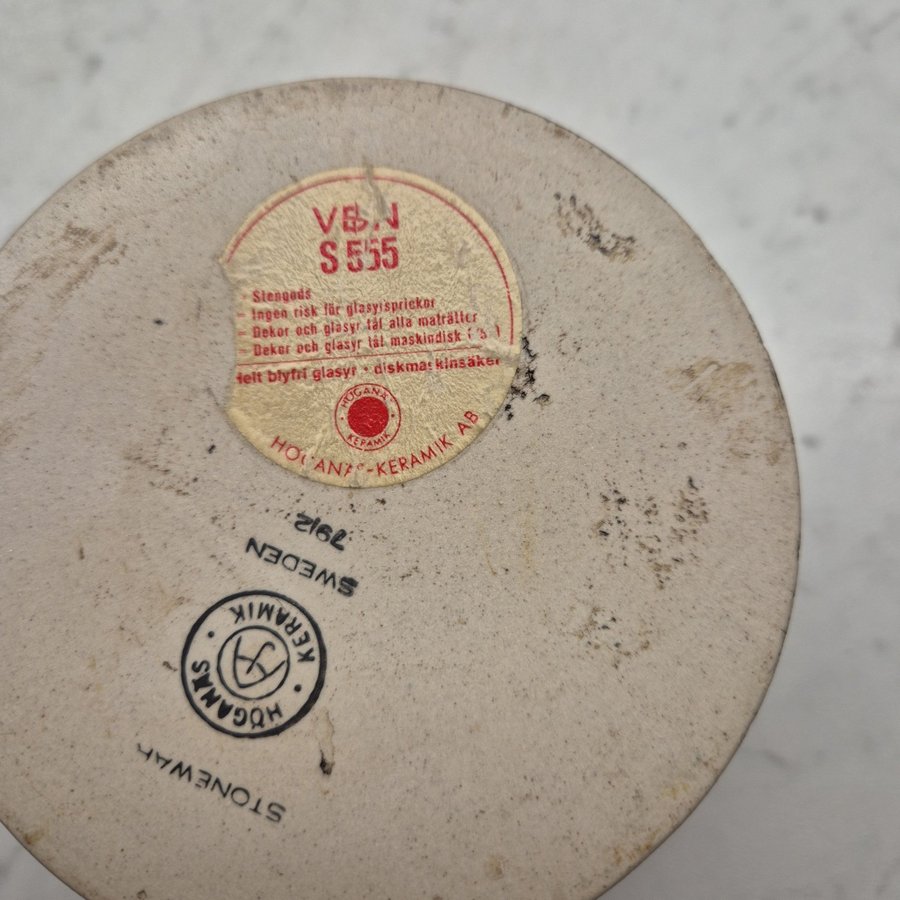 VBN
S 555
- Stengods
- Ingen risk för glasyrsprickor
- Dekor och glasyr tål alla maträtter
- Dekor och glasyr tål maskindisk
Helt blyfri glasyr • diskmaskinsäker
HÖGANÄS
KERAMIK
HÖGANÄS-KERAMIK AB
STONEWAR
HÖGANÄS • KERAMIK •
SWEDEN